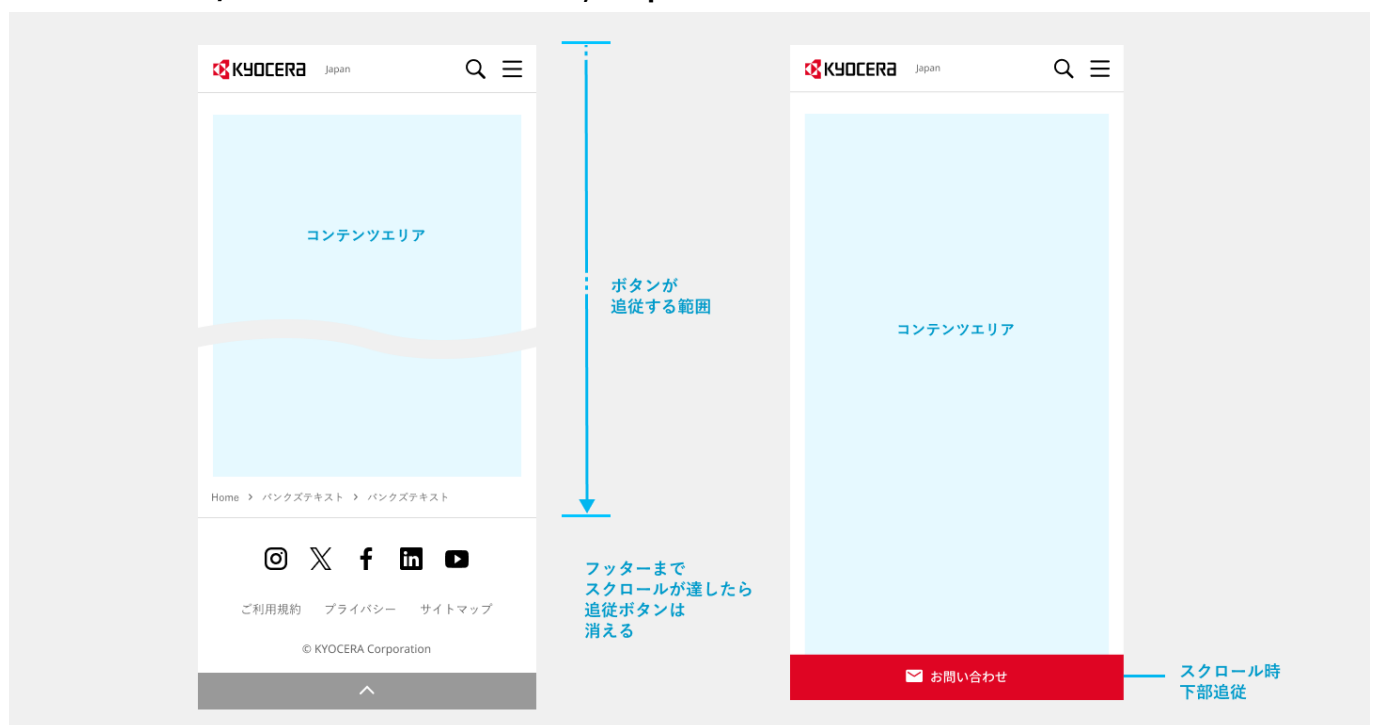 KYOCERA Japan
コンテンツエリア
Home > パンクズテキスト > パンクズテキスト
ご利用規約 プライバシー サイトマップ
© KYOCERA Corporation
ボタンが
追従する範囲
フッターまで
スクロールが達したら
追従ボタンは
消える
KYOCERA Japan
コンテンツエリア
お問い合わせ
スクロール時
下部追従